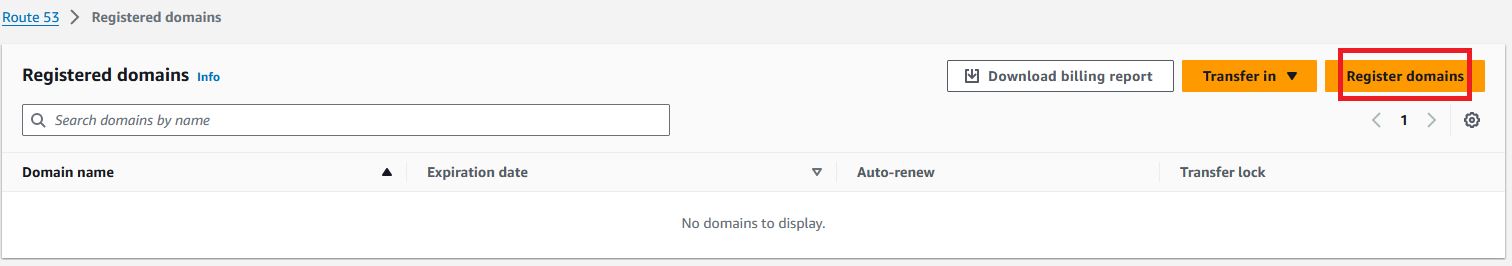 Route 53 > Registered domains
Registered domains Info
Download billing report
Transfer in
Register domains
Search domains by name
1
Domain name
Expiration date
Auto-renew
Transfer lock
No domains to display.